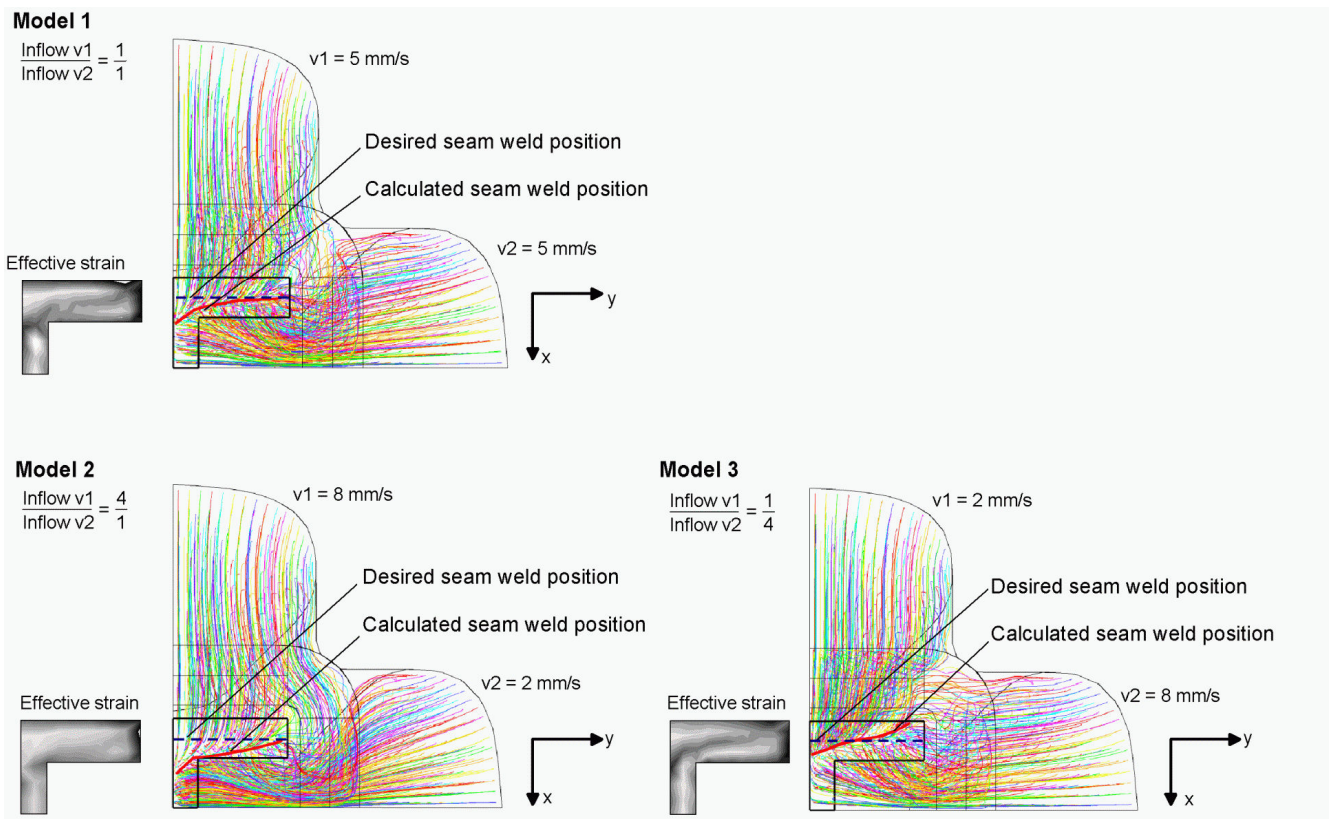 Model 1
Inflow v1 / Inflow v2 = 1 / 1
v1 = 5 mm/s
Desired seam weld position
Calculated seam weld position
v2 = 5 mm/s
Effective strain
y
x
Model 2
Inflow v1 / Inflow v2 = 4 / 1
v1 = 8 mm/s
Desired seam weld position
Calculated seam weld position
v2 = 2 mm/s
Effective strain
y
x
Model 3
Inflow v1 / Inflow v2 = 1 / 4
v1 = 2 mm/s
Desired seam weld position
Calculated seam weld position
v2 = 8 mm/s
Effective strain
y
x